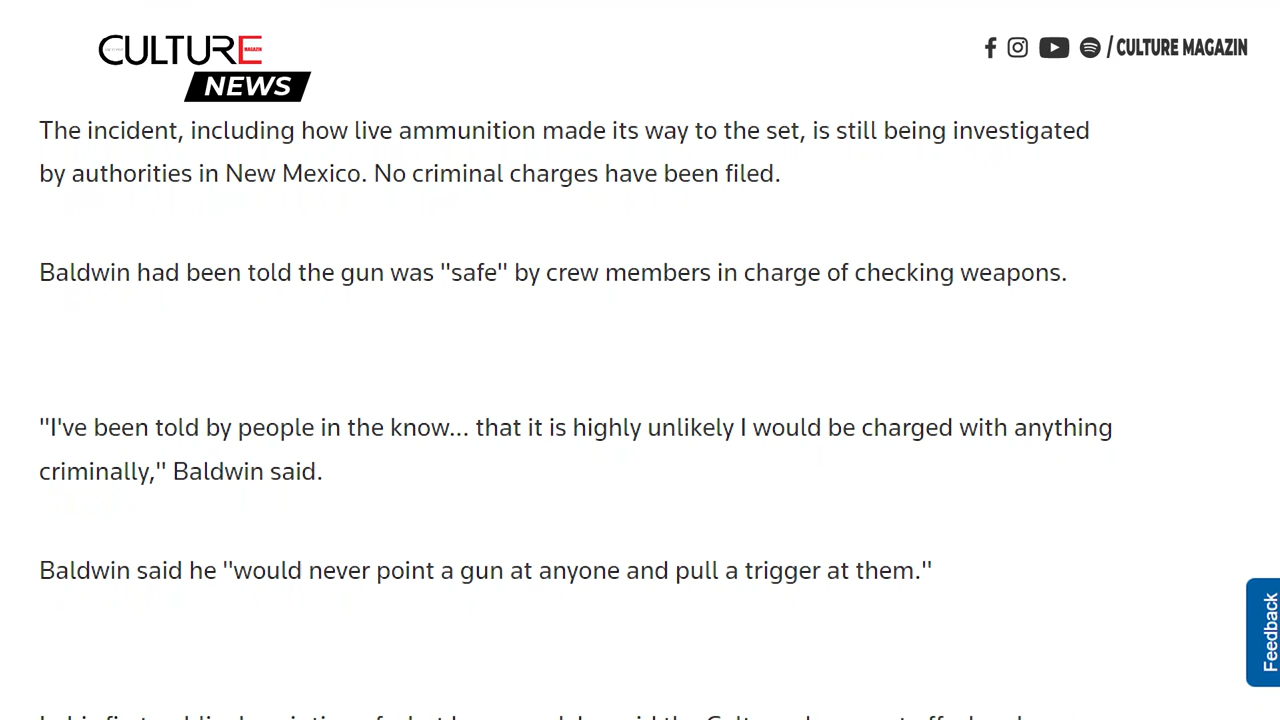 CULTURE
MAGAZIN
NEWS
/ CULTURE MAGAZIN
The incident, including how live ammunition made its way to the set, is still being investigated
by authorities in New Mexico. No criminal charges have been filed.
Baldwin had been told the gun was "safe" by crew members in charge of checking weapons.
"I've been told by people in the know... that it is highly unlikely I would be charged with anything
criminally," Baldwin said.
Baldwin said he "would never point a gun at anyone and pull a trigger at them."
Feedback